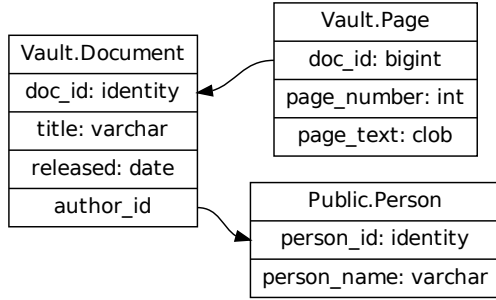 Vault.Document
doc_id: identity
title: varchar
released: date
author_id
Vault.Page
doc_id: bigint
page_number: int
page_text: clob
Public.Person
person_id: identity
person_name: varchar